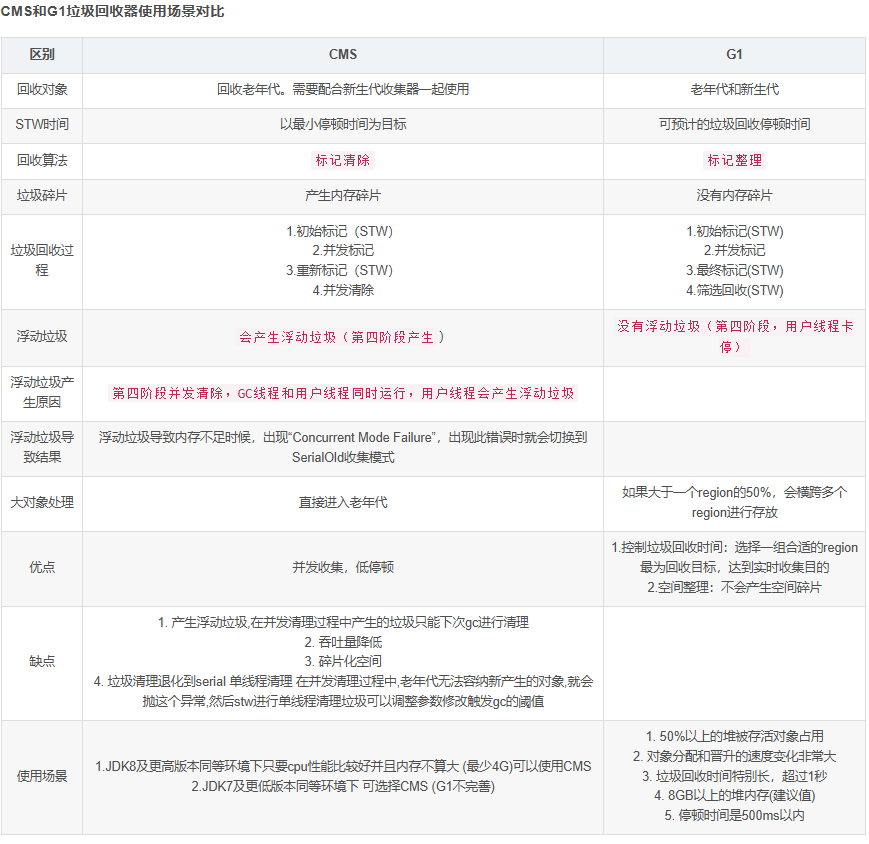 CMS和G1垃圾回收器使用场景对比
区别
CMS
G1
回收对象
回收老年代。需要配合新生代收集器一起使用
老年代和新生代
STW时间
以最小停顿时间为目标
可预计的垃圾回收停顿时间
回收算法
标记清除
标记整理
垃圾碎片
产生内存碎片
没有内存碎片
垃圾回收过
程
1.初始标记（STW）
2.并发标记
3.重新标记（STW）
4.并发清除
1.初始标记(STW)
2.并发标记
3.最终标记(STW)
4.筛选回收(STW)
浮动垃圾
会产生浮动垃圾（第四阶段产生 ）
没有浮动垃圾（第四阶段，用户线程卡
停）
浮动垃圾产
生原因
第四阶段并发清除，GC线程和用户线程同时运行，用户线程会产生浮动垃圾
浮动垃圾导
致结果
浮动垃圾导致内存不足时候，出现“Concurrent Mode Failure”，出现此错误时就会切换到
SerialOld收集模式
大对象处理
直接进入老年代
如果大于一个region的50%，会横跨多个
region进行存放
优点
并发收集，低停顿
1.控制垃圾回收时间：选择一组合适的region
最为回收目标，达到实时收集目的
2.空间整理：不会产生空间碎片
缺点
1. 产生浮动垃圾,在并发清理过程中产生的垃圾只能下次gc进行清理
2. 吞吐量降低
3. 碎片化空间
4. 垃圾清理退化到serial 单线程清理 在并发清理过程中,老年代无法容纳新产生的对象,就会
抛这个异常,然后stw进行单线程清理垃圾可以调整参数修改触发gc的阈值
使用场景
1.JDK8及更高版本同等环境下只要cpu性能比较好并且内存不算大 (最少4G)可以使用CMS
2.JDK7及更低版本同等环境下 可选择CMS (G1不完善)
1. 50%以上的堆被存活对象占用
2. 对象分配和晋升的速度变化非常大
3. 垃圾回收时间特别长，超过1秒
4. 8GB以上的堆内存(建议值)
5. 停顿时间是500ms以内